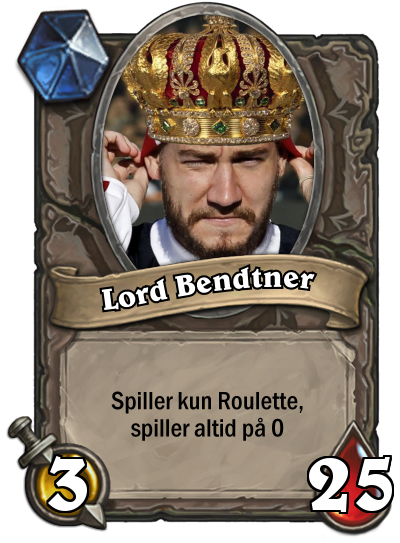 Lord Bendtner
Spiller kun Roulette,
spiller altid på 0
3
25